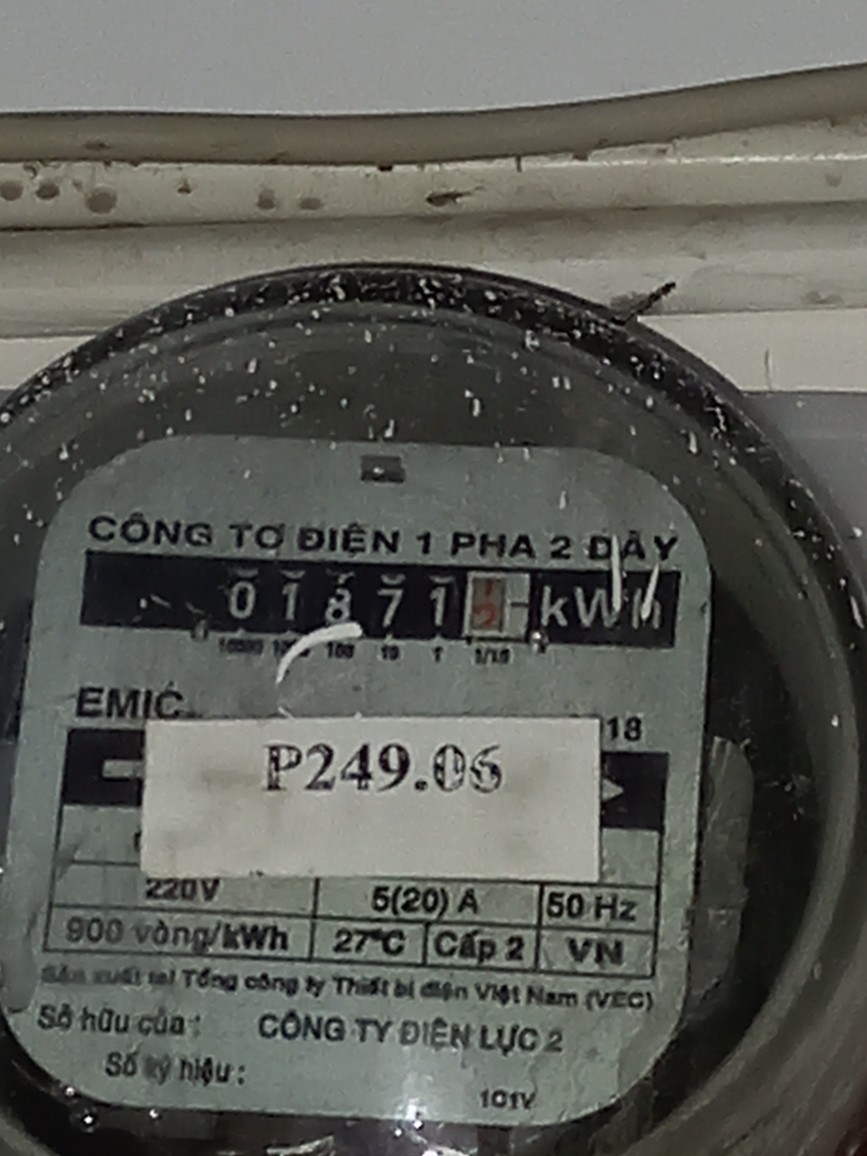 CÔNG TƠ ĐIỆN 1 PHA 2 DÂY
01871 kWh
10000 1000 100 10 1 1/10
EMIC
18
P249.06
220V 5(20) A 50 Hz
900 vòng/kWh 27°C Cấp 2 VN
Sản xuất tại Tổng công ty Thiết bị điện Việt Nam (VEC)
Sở hữu của : CÔNG TY ĐIỆN LỰC 2
Số ký hiệu :
101V